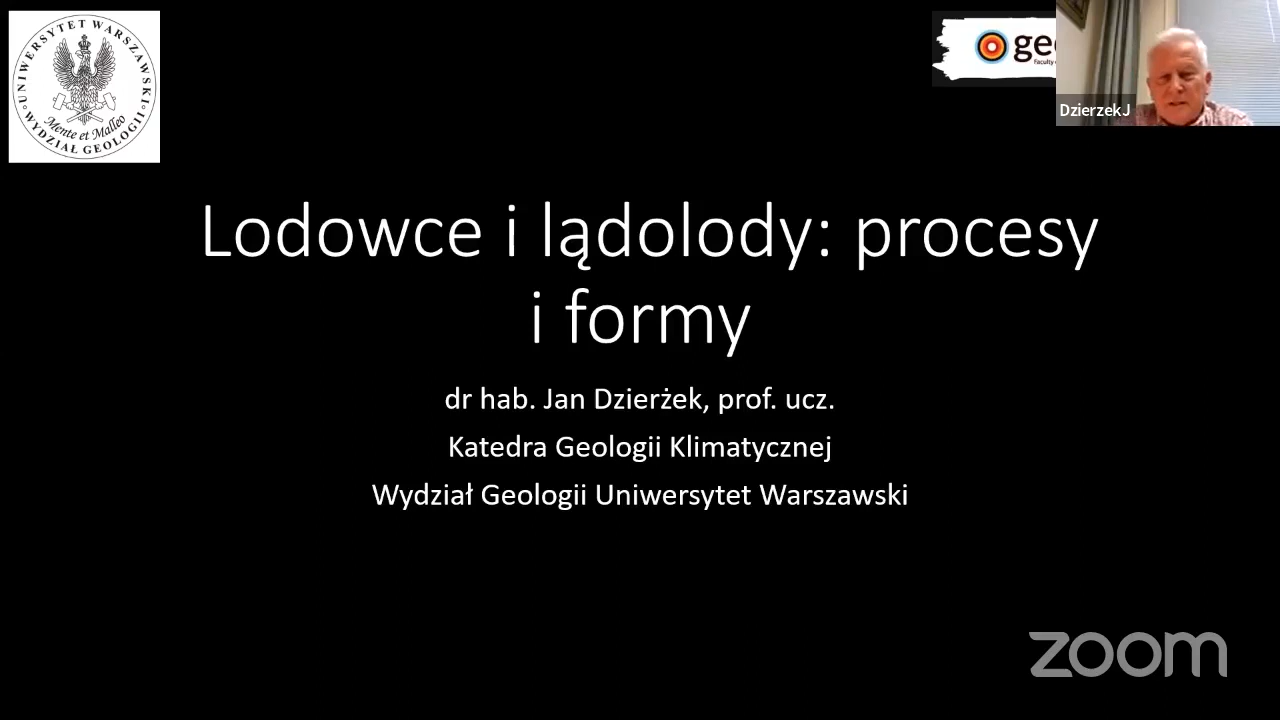 UNIWERSYTET WARSZAWSKI
Mente et Malleo
WYDZIAŁ GEOLOGII
Faculty
DzierzekJ
Lodowce i lądolody: procesy
i formy
dr hab. Jan Dzierżek, prof. ucz.
Katedra Geologii Klimatycznej
Wydział Geologii Uniwersytet Warszawski
zoom